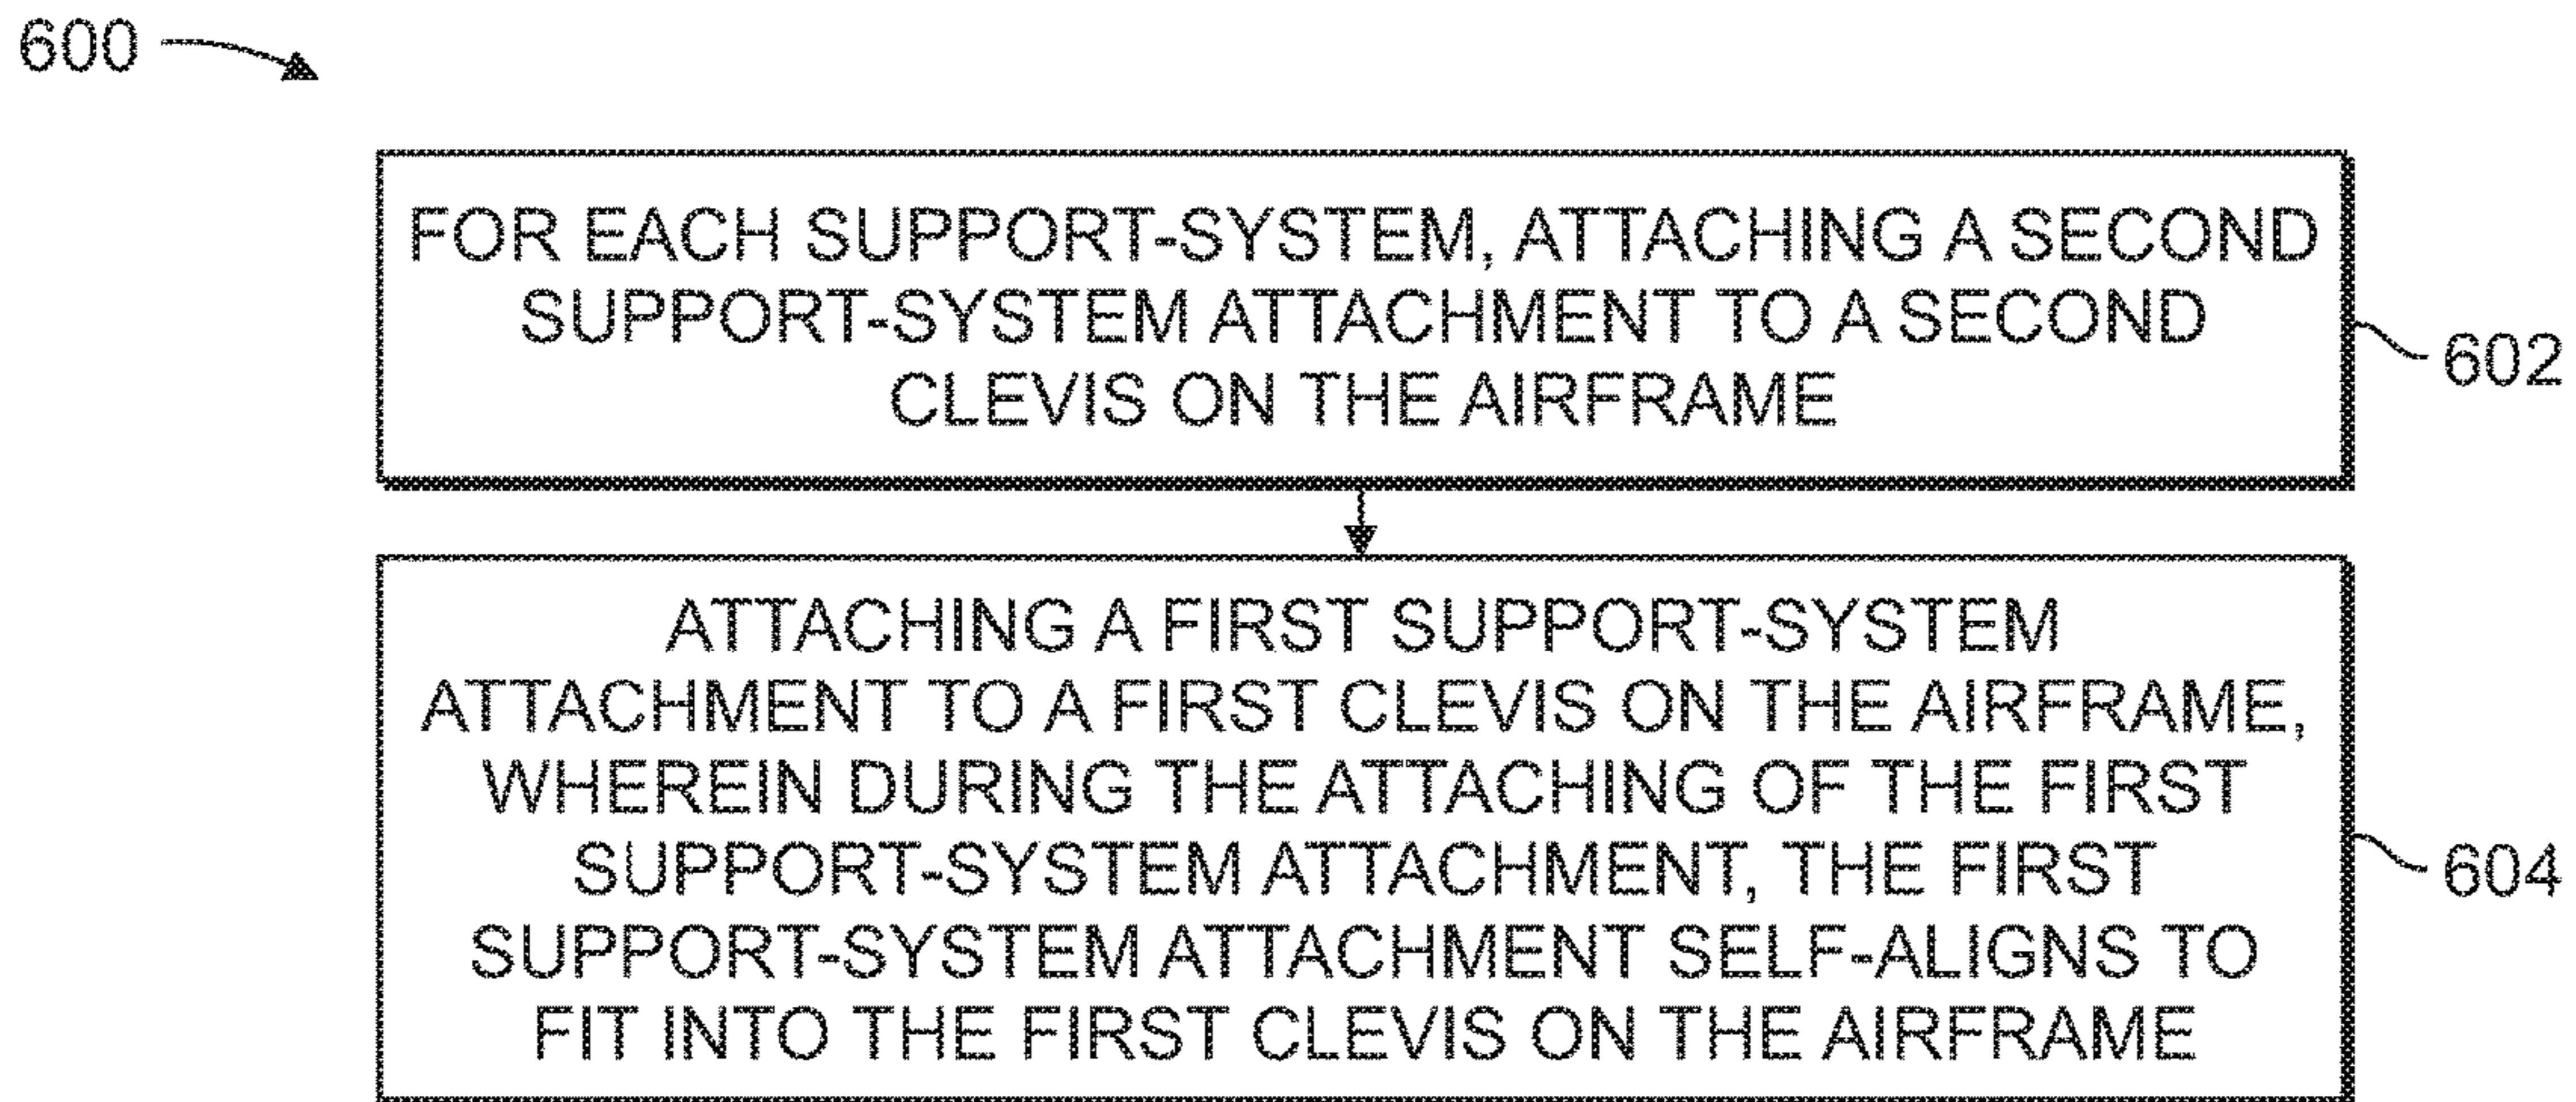 600
FOR EACH SUPPORT-SYSTEM, ATTACHING A SECOND
SUPPORT-SYSTEM ATTACHMENT TO A SECOND
CLEVIS ON THE AIRFRAME
602
ATTACHING A FIRST SUPPORT-SYSTEM
ATTACHMENT TO A FIRST CLEVIS ON THE AIRFRAME,
WHEREIN DURING THE ATTACHING OF THE FIRST
SUPPORT-SYSTEM ATTACHMENT, THE FIRST
SUPPORT-SYSTEM ATTACHMENT SELF-ALIGNS TO
FIT INTO THE FIRST CLEVIS ON THE AIRFRAME
604